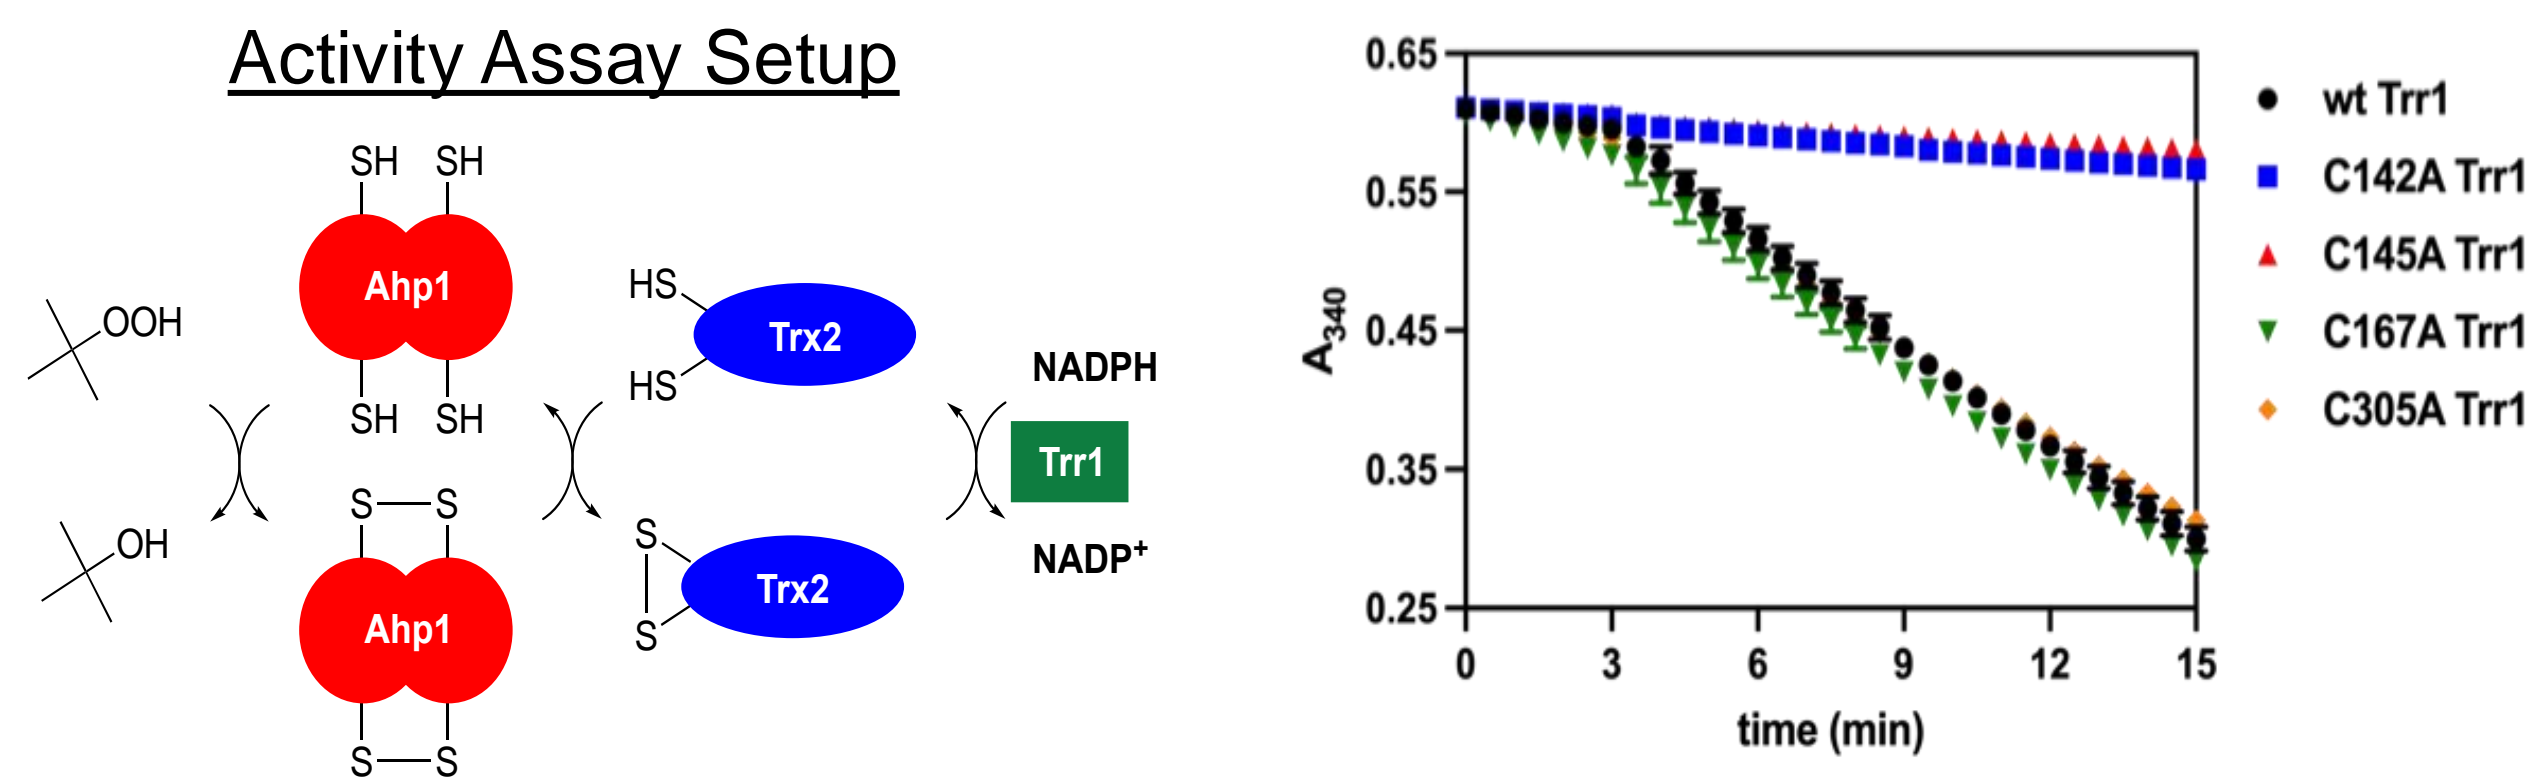 Activity Assay Setup
SH SH
Ahp1
SH SH
OOH
OH
S S
Ahp1
S S
HS
Trx2
HS
S
Trx2
S
NADPH
Trr1
NADP⁺
0.65
0.55
0.45
0.35
0.25
A₃₄₀
0 3 6 9 12 15
time (min)
wt Trr1
C142A Trr1
C145A Trr1
C167A Trr1
C305A Trr1